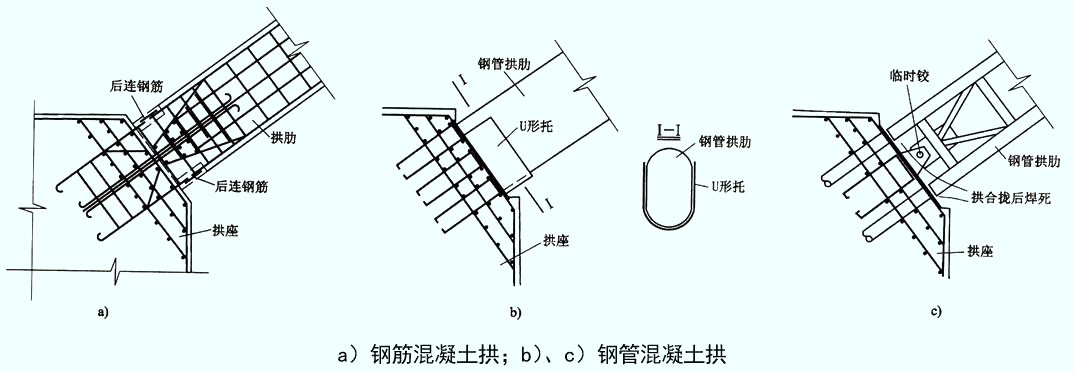 后连钢筋
拱肋
后连钢筋
拱座
a)
钢管拱肋
I
U形托
I
拱座
b)
I—I
钢管拱肋
U形托
临时铰
钢管拱肋
拱合拢后焊死
拱座
c)
a）钢筋混凝土拱；b）、c）钢管混凝土拱